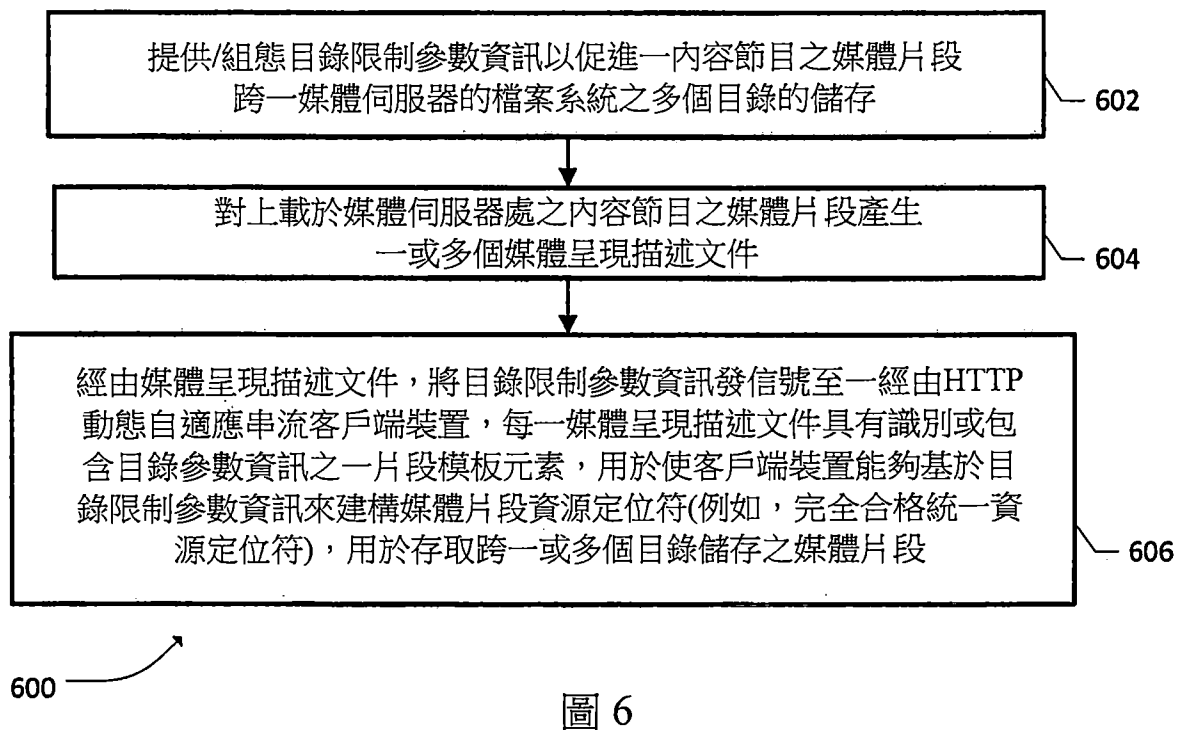 提供/組態目錄限制參數資訊以促進一內容節目之媒體片段
跨一媒體伺服器的檔案系統之多個目錄的儲存
602
對上載於媒體伺服器處之內容節目之媒體片段產生
一或多個媒體呈現描述文件
604
經由媒體呈現描述文件，將目錄限制參數資訊發信號至一經由HTTP
動態自適應串流客戶端裝置，每一媒體呈現描述文件具有識別或包
含目錄參數資訊之一片段模板元素，用於使客戶端裝置能夠基於目
錄限制參數資訊來建構媒體片段資源定位符(例如，完全合格統一資
源定位符)，用於存取跨一或多個目錄儲存之媒體片段
606
600
圖 6